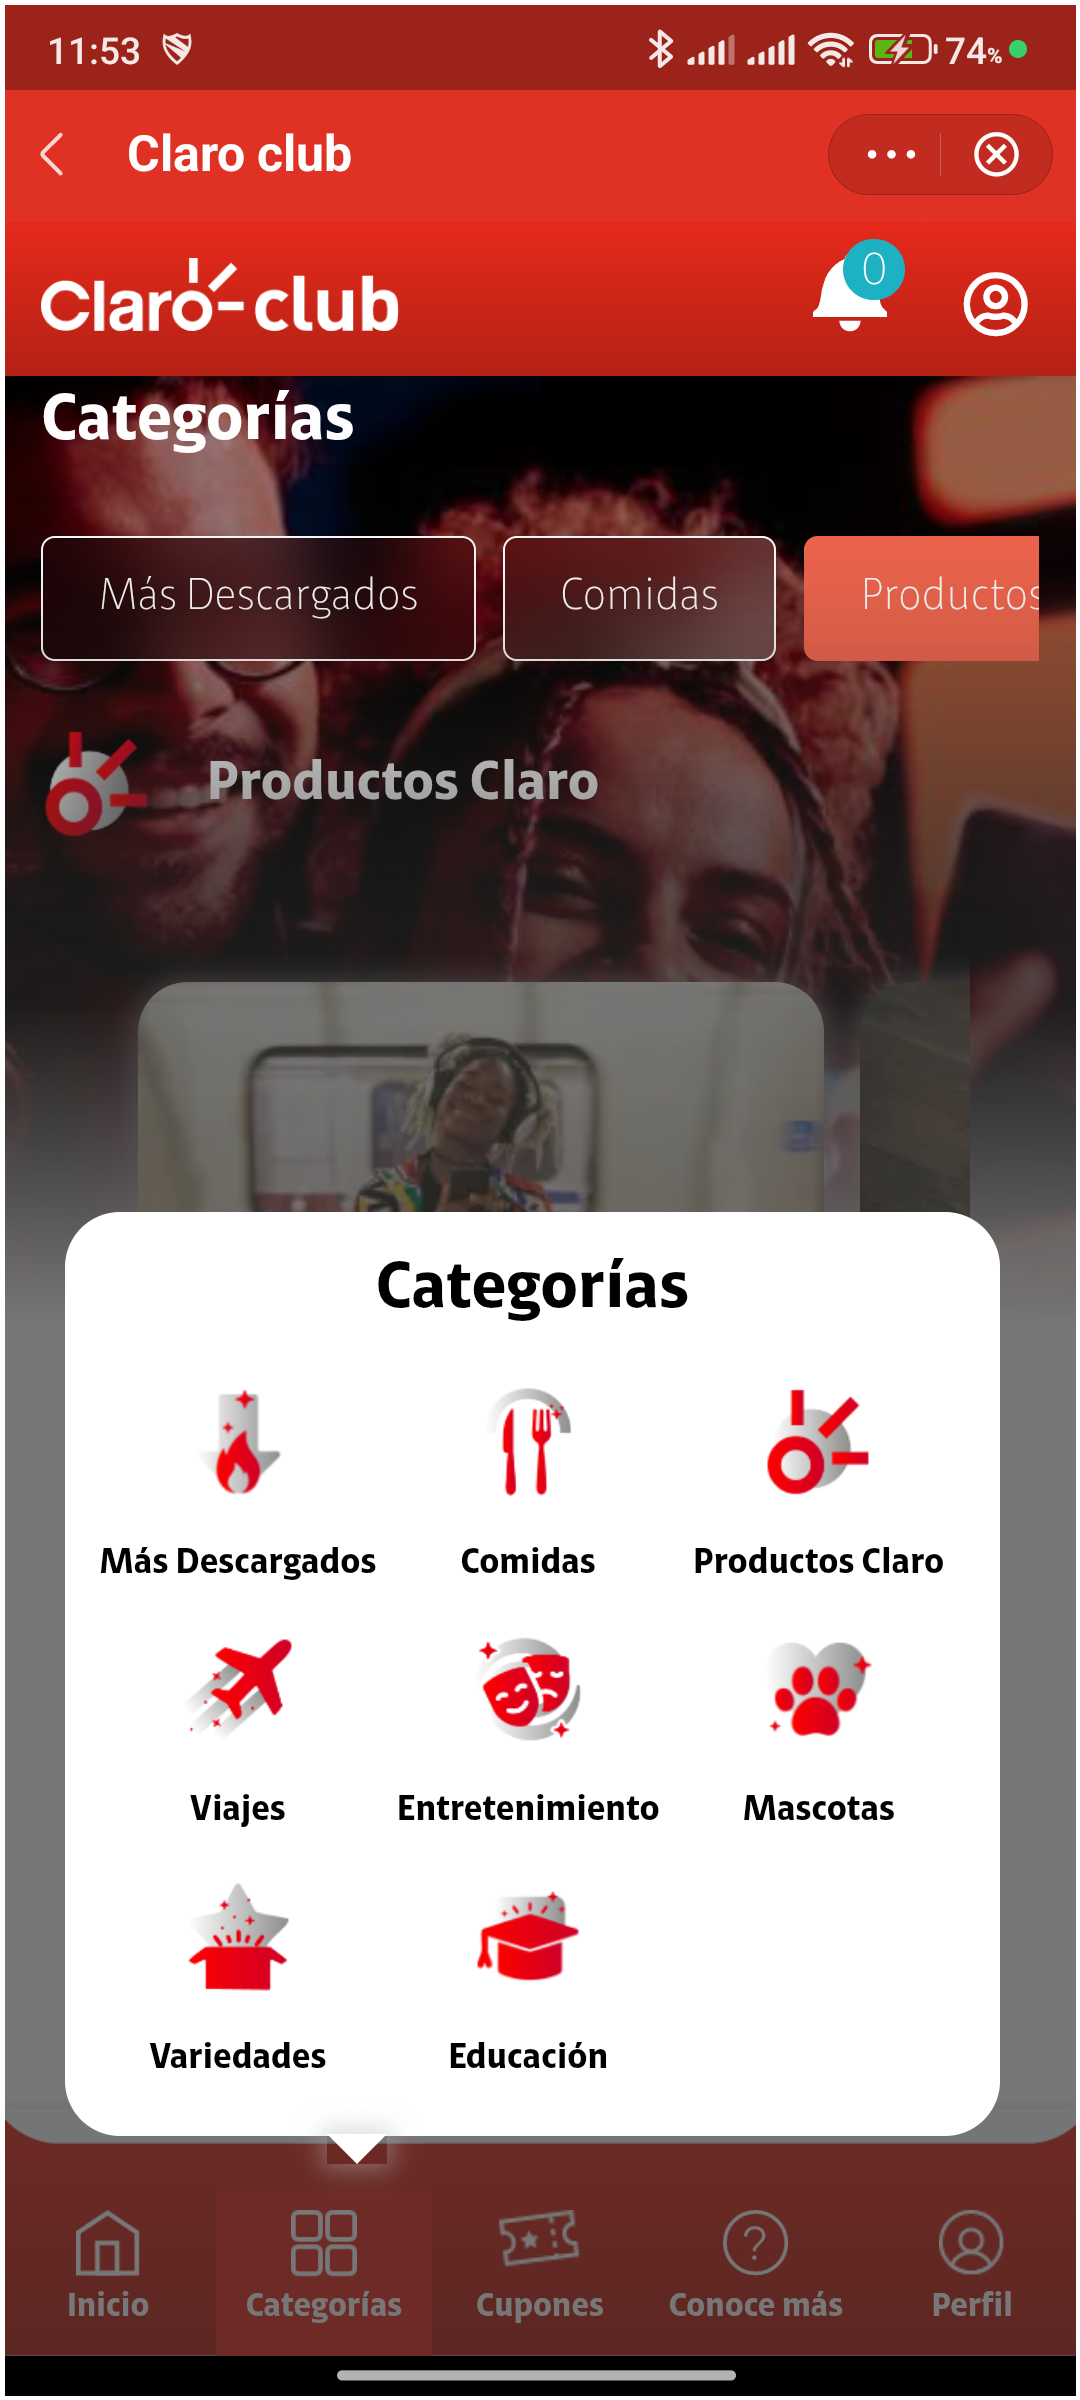 11:53
74%
Claro club
Claro-club
0
Categorías
Más Descargados
Comidas
Productos
Productos Claro
Categorías
Más Descargados
Comidas
Productos Claro
Viajes
Entretenimiento
Mascotas
Variedades
Educación
Inicio
Categorías
Cupones
Conoce más
Perfil